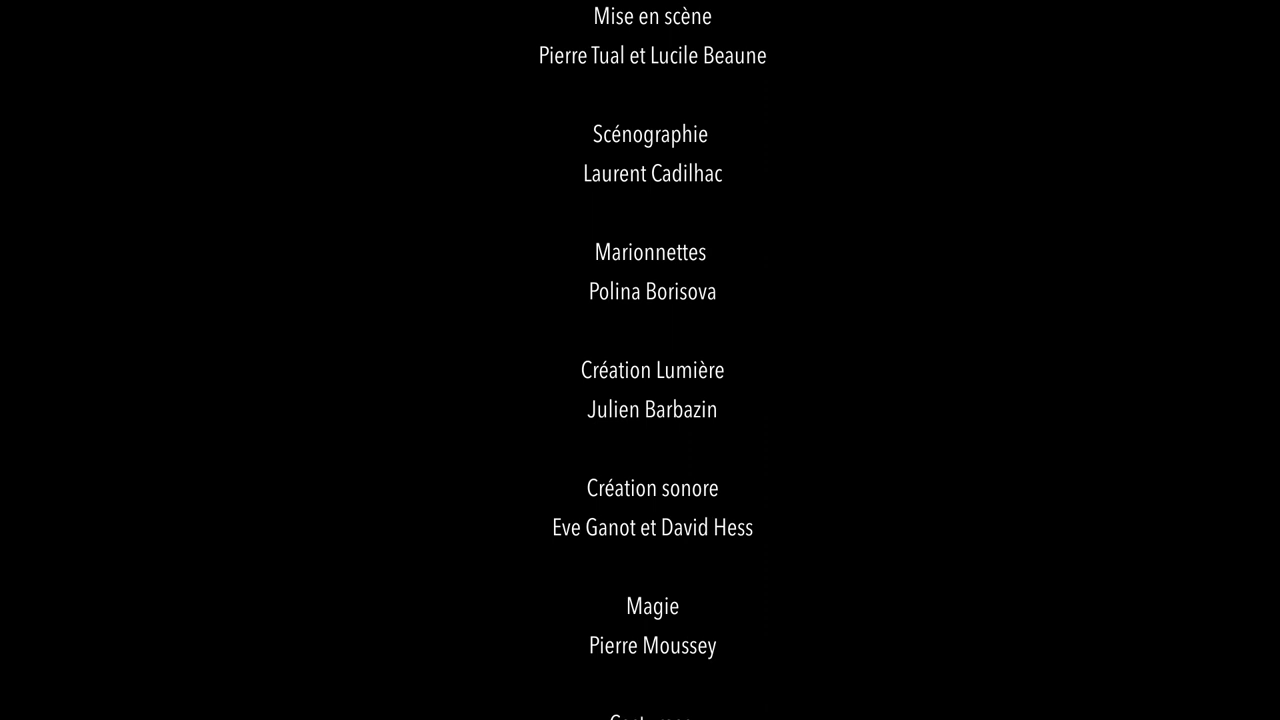 Mise en scène
Pierre Tual et Lucile Beaune
Scénographie
Laurent Cadilhac
Marionnettes
Polina Borisova
Création Lumière
Julien Barbazin
Création sonore
Eve Ganot et David Hess
Magie
Pierre Moussey